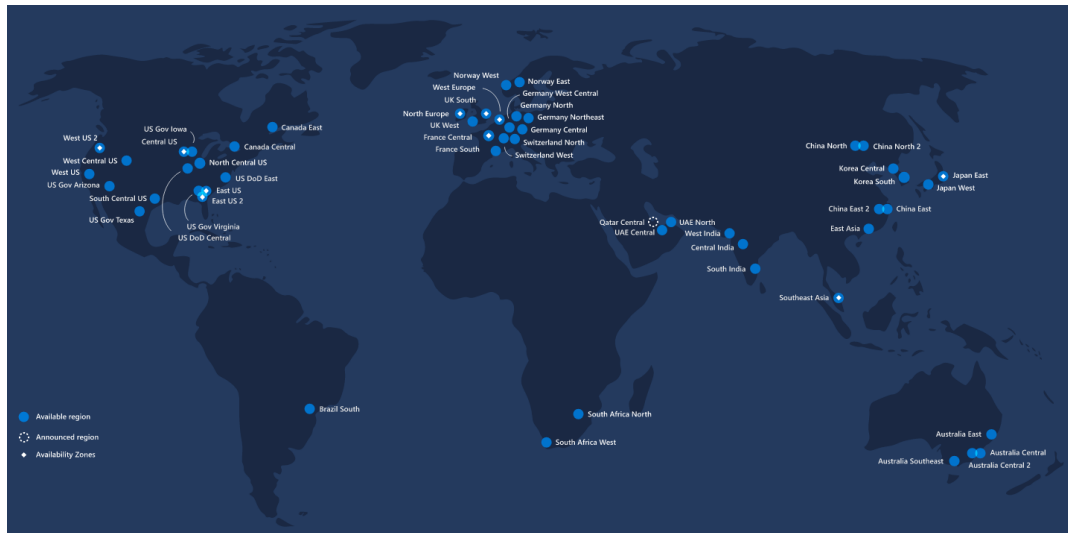 West US 2
US Gov Iowa
Central US
Canada East
Canada Central
West Central US
North Central US
West US
US DoD East
US Gov Arizona
East US
South Central US
East US 2
US Gov Texas
US Gov Virginia
US DoD Central
Norway West
Norway East
West Europe
Germany West Central
UK South
Germany North
North Europe
Germany Northeast
UK West
Germany Central
France Central
Switzerland North
France South
Switzerland West
China North
China North 2
Korea Central
Korea South
Japan East
Japan West
China East 2
China East
East Asia
Qatar Central
UAE North
UAE Central
West India
Central India
South India
Southeast Asia
Brazil South
South Africa North
South Africa West
Australia East
Australia Central
Australia Southeast
Australia Central 2
Available region
Announced region
Availability Zones